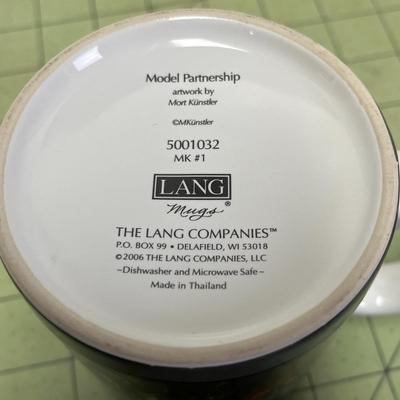 Model Partnership
artwork by
Mort Künstler
©MKünstler
5001032
MK #1
LANG
Mugs®
THE LANG COMPANIES™
P.O. BOX 99 • DELAFIELD, WI 53018
©2006 THE LANG COMPANIES, LLC
~Dishwasher and Microwave Safe~
Made in Thailand